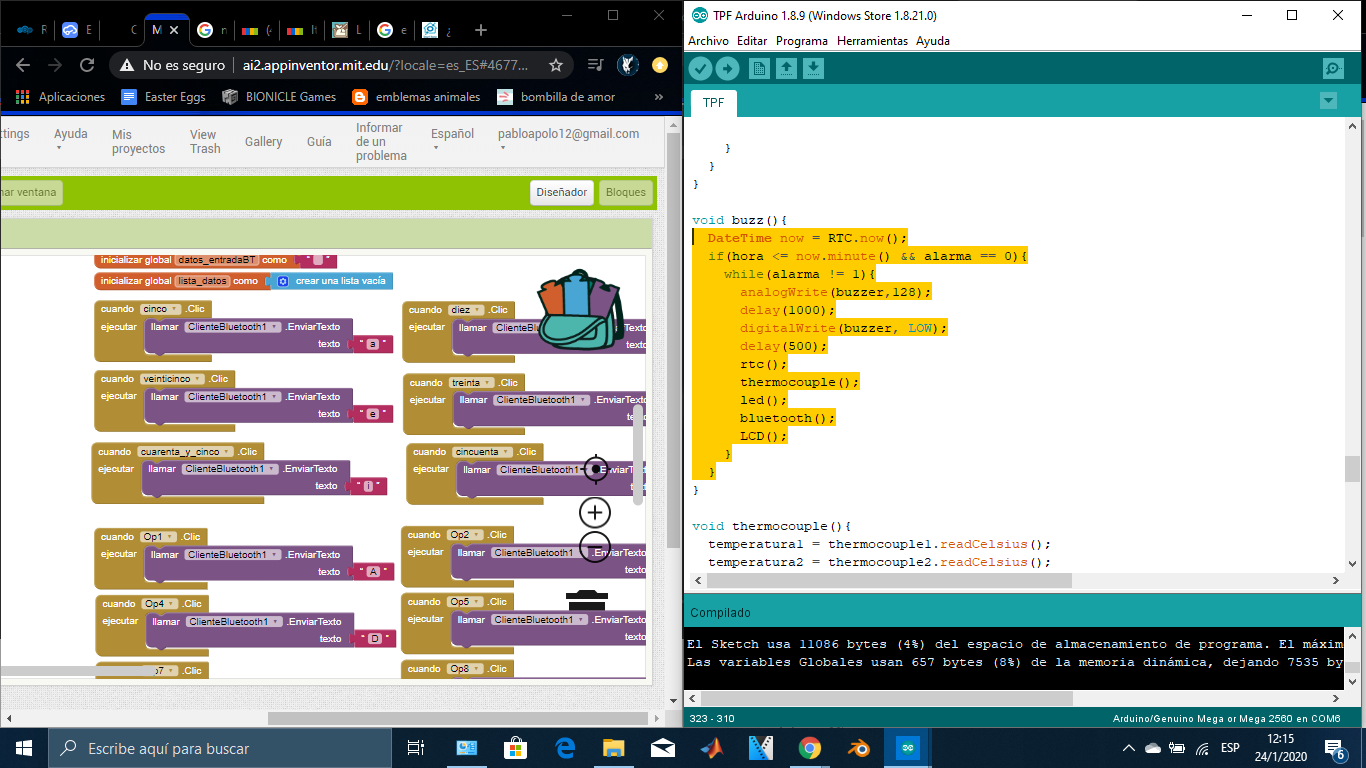 R
E
C
M
n
(4
It
L
e
¿
No es seguro
ai2.appinventor.mit.edu/?locale=es_ES#4677...
Aplicaciones
Easter Eggs
BIONICLE Games
emblemas animales
bombilla de amor
»
ttings
Ayuda
Mis proyectos
View Trash
Gallery
Guía
Informar de un problema
Español
pabloapolo12@gmail.com
nar ventana
Diseñador
Bloques
inicializar global datos_entradaBT como " "
inicializar global lista_datos como crear una lista vacía
cuando cinco .Clic
ejecutar llamar ClienteBluetooth1 .EnviarTexto
texto " a "
cuando diez .Clic
ejecutar llamar ClienteBl Texto
texto
cuando veinticinco .Clic
ejecutar llamar ClienteBluetooth1 .EnviarTexto
texto " e "
cuando treinta .Clic
ejecutar llamar ClienteBluetooth1 .EnviarTexto
cuando cuarenta_y_cinco .Clic
ejecutar llamar ClienteBluetooth1 .EnviarTexto
texto " i "
cuando cincuenta .Clic
ejecutar llamar ClienteBluetooth1 EnviarTexto
cuando Op1 .Clic
ejecutar llamar ClienteBluetooth1 .EnviarTexto
texto " A "
cuando Op2 .Clic
ejecutar llamar ClienteBluetooth1 .EnviarTexto
texto
cuando Op4 .Clic
ejecutar llamar ClienteBluetooth1 .EnviarTexto
texto " D "
cuando Op5 .Clic
ejecutar llamar ClienteBluetooth1 .EnviarTexto
texto
p7 .Clic
cuando Op8 .Clic
TPF Arduino 1.8.9 (Windows Store 1.8.21.0)
Archivo Editar Programa Herramientas Ayuda
TPF
}
}
}
void buzz(){
DateTime now = RTC.now();
if(hora <= now.minute() && alarma == 0){
while(alarma != 1){
analogWrite(buzzer,128);
delay(1000);
digitalWrite(buzzer, LOW);
delay(500);
rtc();
thermocouple();
led();
bluetooth();
LCD();
}
}
}
void thermocouple(){
temperatura1 = thermocouple1.readCelsius();
temperatura2 = thermocouple2.readCelsius();
Compilado
El Sketch usa 11086 bytes (4%) del espacio de almacenamiento de programa. El máxim
Las variables Globales usan 657 bytes (8%) de la memoria dinámica, dejando 7535 by
323 - 310
Arduino/Genuino Mega or Mega 2560 en COM6
Escribe aquí para buscar
ESP
12:15
24/1/2020
6